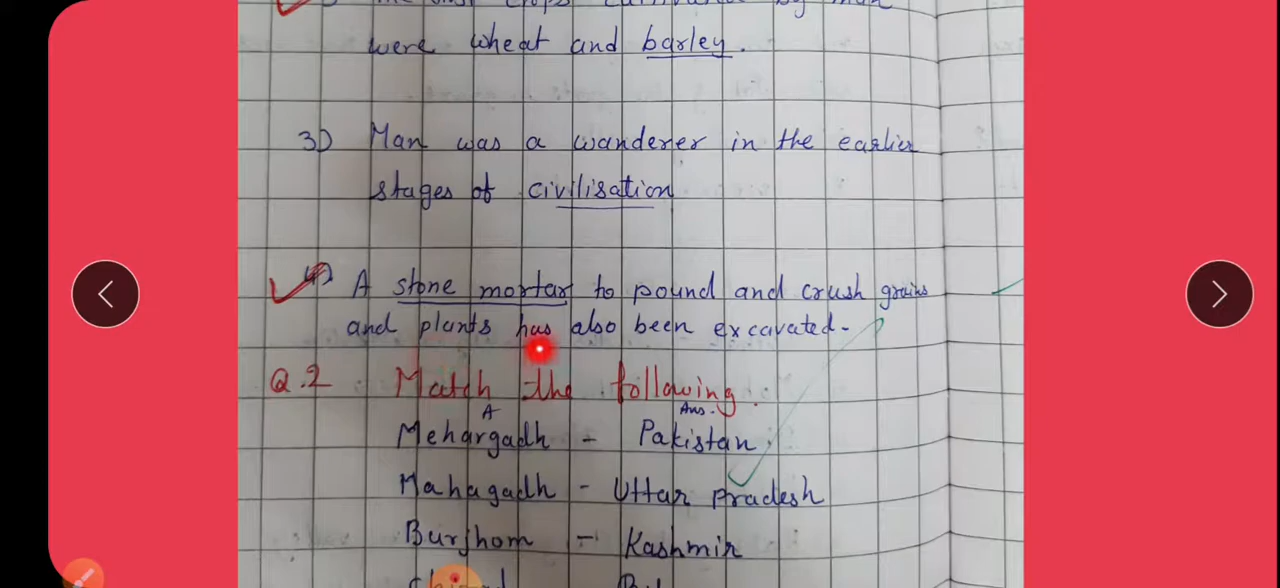 were wheat and barley.
3) Man was a wanderer in the earlier
stages of civilisation
4) A stone mortar to pound and crush grains
and plants has also been excavated.
Q.2 Match the following.
A Ans.
Mehargadh - Pakistan
Mahagadh - Uttar Pradesh
Burjhom - Kashmir